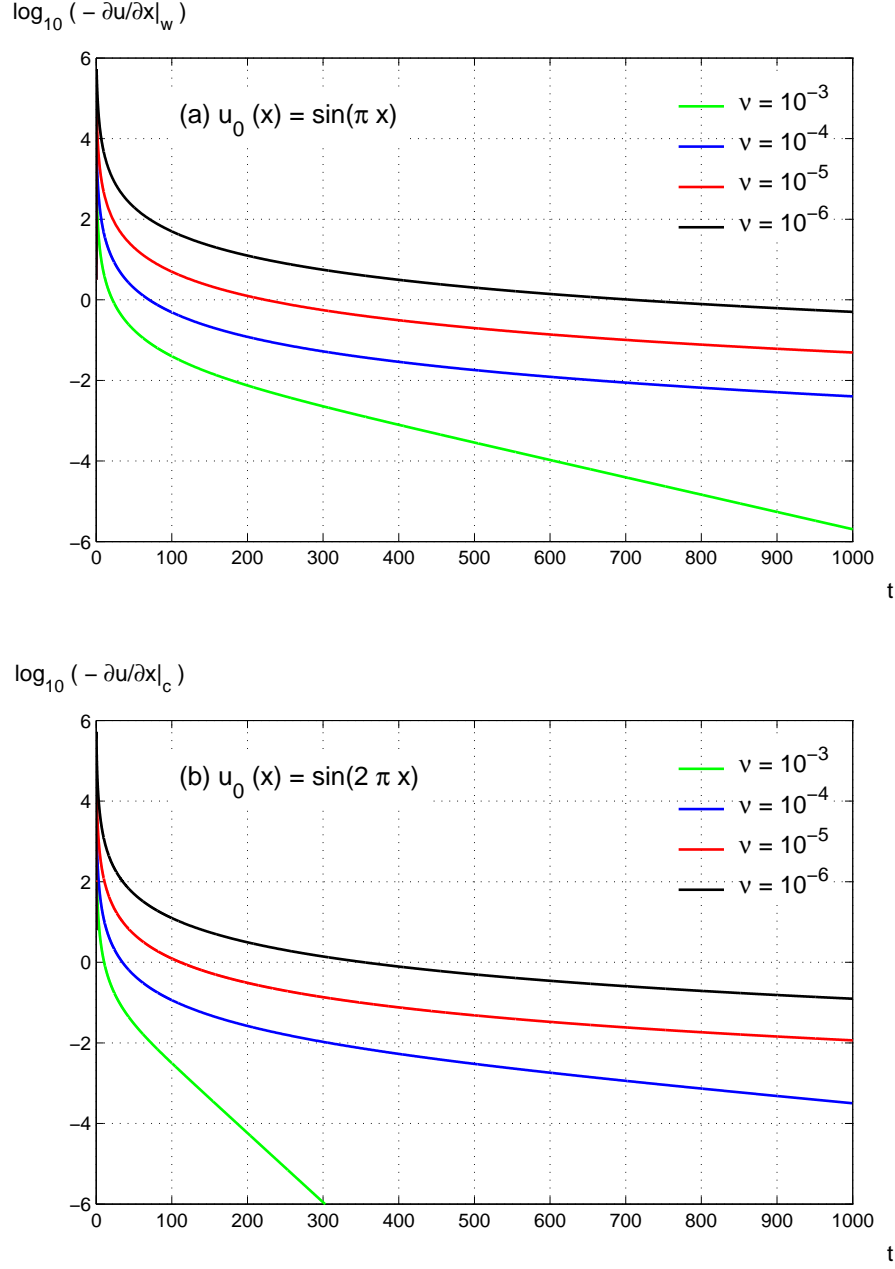 log10 ( − ∂u/∂x|w )
6
4
2
0
−2
−4
−6
(a) u0 (x) = sin(π x)
ν = 10−3
ν = 10−4
ν = 10−5
ν = 10−6
0 100 200 300 400 500 600 700 800 900 1000
t
log10 ( − ∂u/∂x|c )
6
4
2
0
−2
−4
−6
(b) u0 (x) = sin(2 π x)
ν = 10−3
ν = 10−4
ν = 10−5
ν = 10−6
0 100 200 300 400 500 600 700 800 900 1000
t